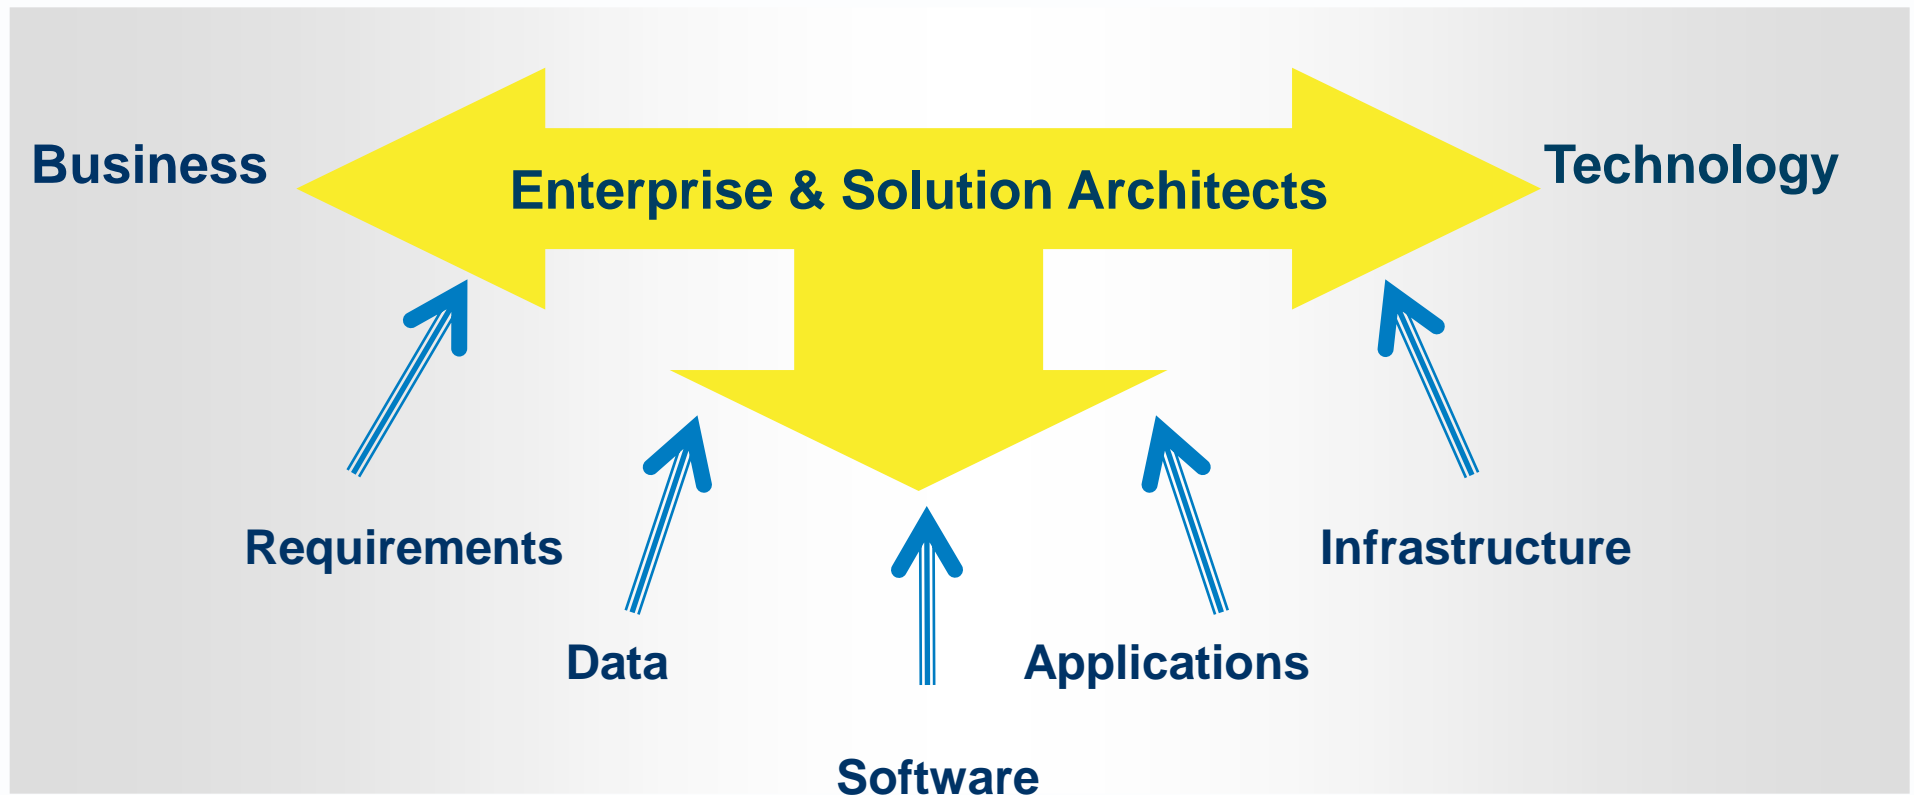 Business
Enterprise & Solution Architects
Technology
Requirements
Infrastructure
Data
Applications
Software